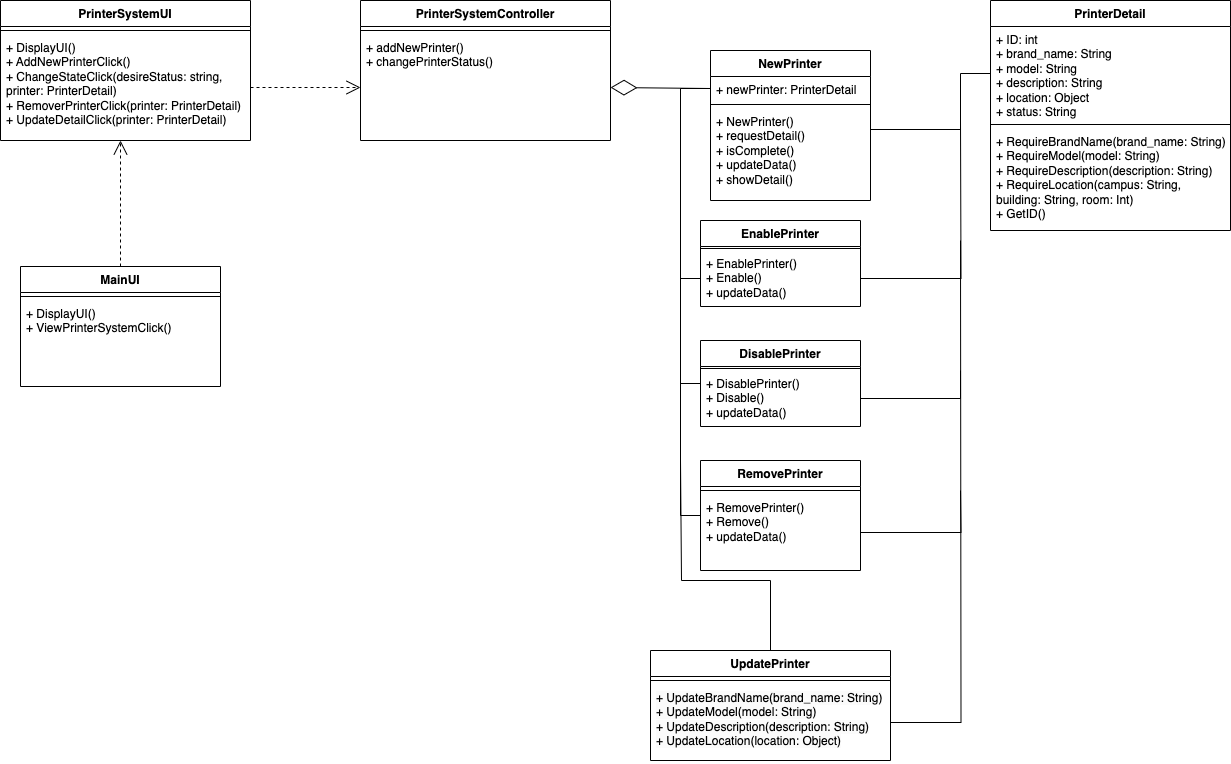 PrinterSystemUI
+ DisplayUI()
+ AddNewPrinterClick()
+ ChangeStateClick(desireStatus: string,
printer: PrinterDetail)
+ RemoverPrinterClick(printer: PrinterDetail)
+ UpdateDetailClick(printer: PrinterDetail)
PrinterSystemController
+ addNewPrinter()
+ changePrinterStatus()
NewPrinter
+ newPrinter: PrinterDetail
+ NewPrinter()
+ requestDetail()
+ isComplete()
+ updateData()
+ showDetail()
PrinterDetail
+ ID: int
+ brand_name: String
+ model: String
+ description: String
+ location: Object
+ status: String
+ RequireBrandName(brand_name: String)
+ RequireModel(model: String)
+ RequireDescription(description: String)
+ RequireLocation(campus: String,
building: String, room: Int)
+ GetID()
EnablePrinter
+ EnablePrinter()
+ Enable()
+ updateData()
MainUI
+ DisplayUI()
+ ViewPrinterSystemClick()
DisablePrinter
+ DisablePrinter()
+ Disable()
+ updateData()
RemovePrinter
+ RemovePrinter()
+ Remove()
+ updateData()
UpdatePrinter
+ UpdateBrandName(brand_name: String)
+ UpdateModel(model: String)
+ UpdateDescription(description: String)
+ UpdateLocation(location: Object)